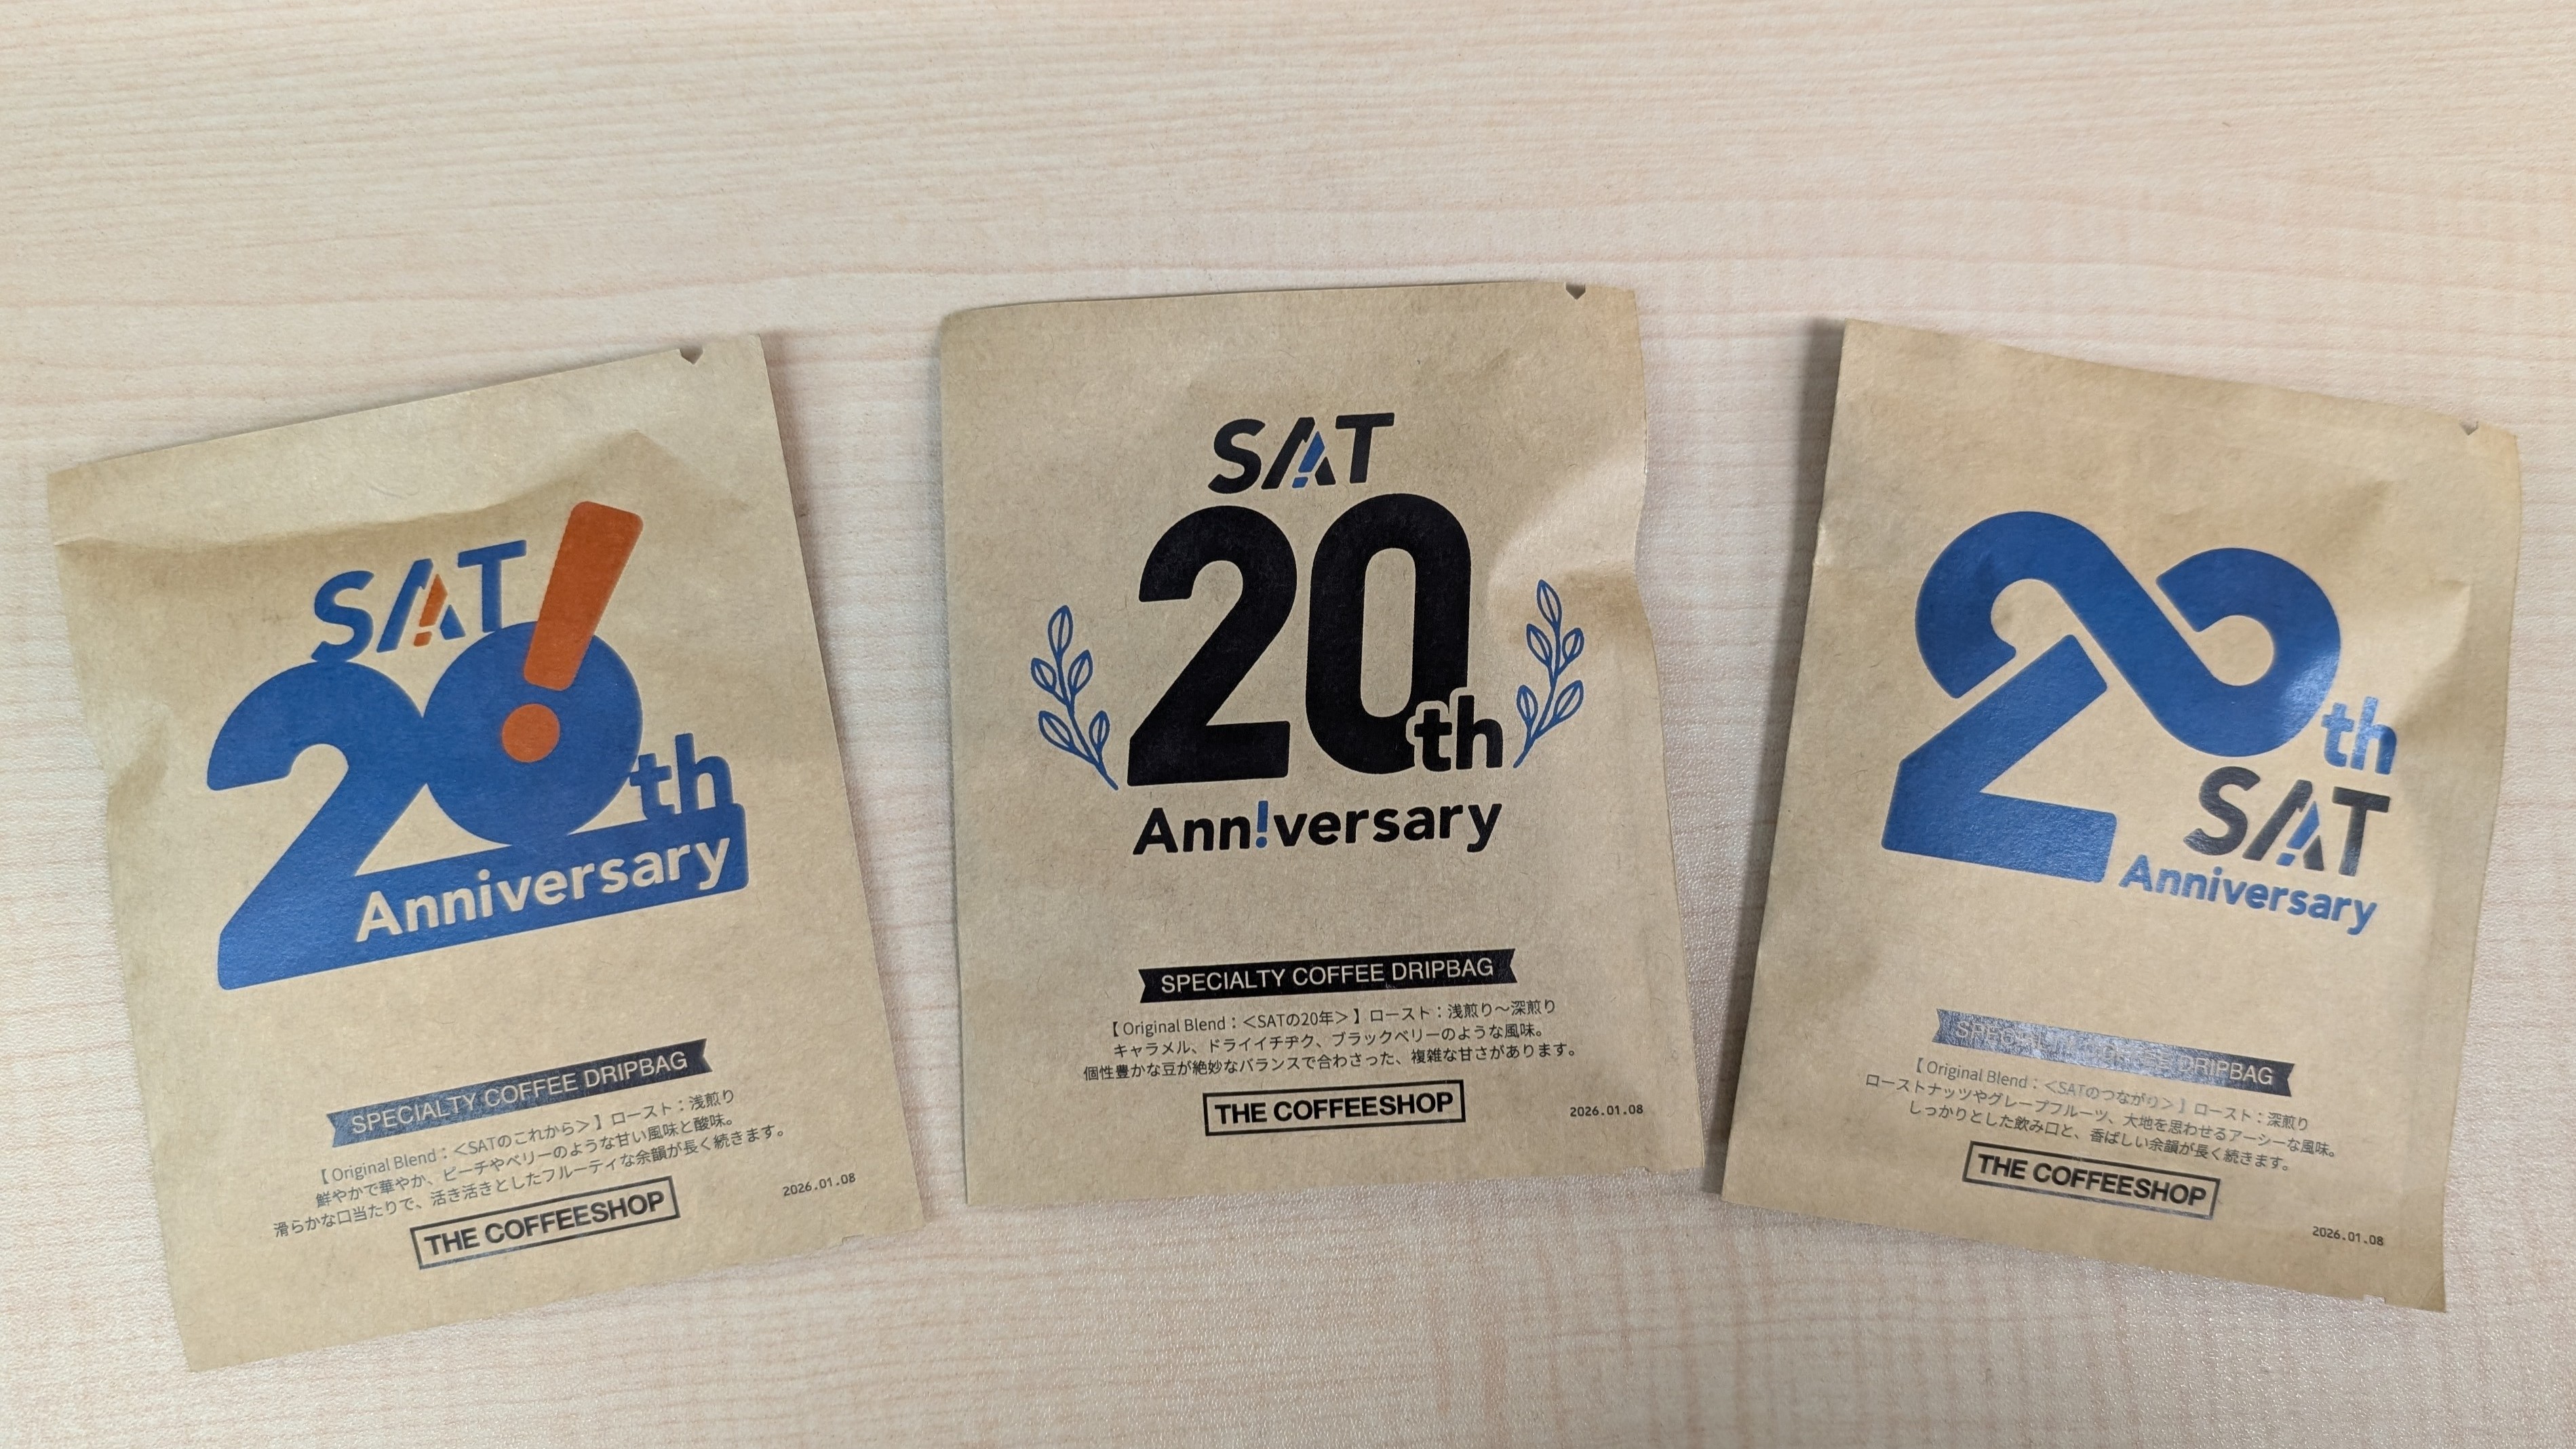 SAT
20!th
Anniversary
SPECIALTY COFFEE DRIPBAG
【 Original Blend：＜SATのこれから＞】ロースト：浅煎り
鮮やかで華やか、ピーチやベリーのような甘い風味と酸味。
滑らかな口当たりで、活き活きとしたフルーティな余韻が長く続きます。
THE COFFEESHOP
2026.01.08
SAT
20th
Ann!versary
SPECIALTY COFFEE DRIPBAG
【 Original Blend：＜SATの20年＞】ロースト：浅煎り〜深煎り
キャラメル、ドライイチヂク、ブラックベリーのような風味。
個性豊かな豆が絶妙なバランスで合わさった、複雑な甘さがあります。
THE COFFEESHOP
2026.01.08
20th
SAT
Anniversary
SPECIALTY COFFEE DRIPBAG
【 Original Blend：＜SATのつながり＞】ロースト：深煎り
ローストナッツやグレープフルーツ、大地を思わせるアーシーな風味。
しっかりとした飲み口と、香ばしい余韻が長く続きます。
THE COFFEESHOP
2026.01.08